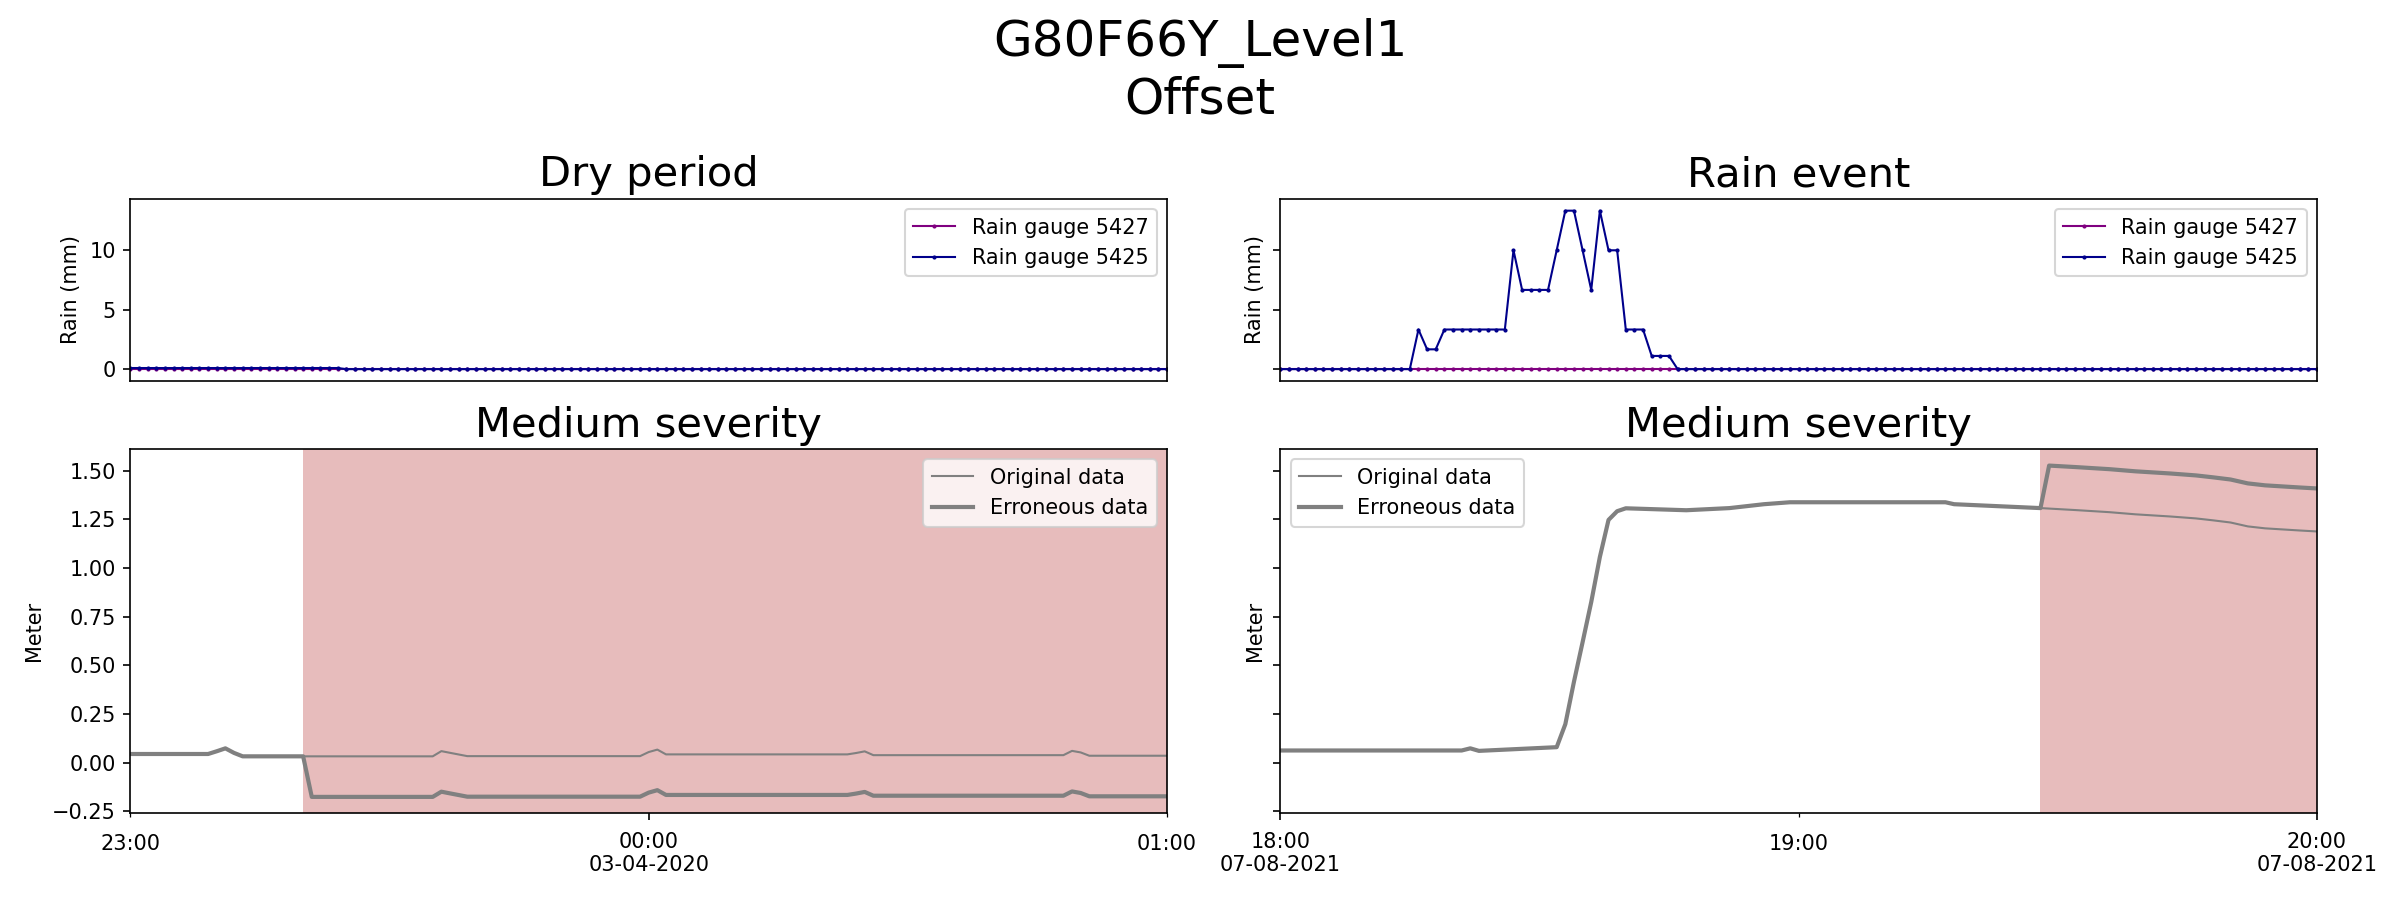 G80F66Y_Level1
Offset
Dry period
Rain (mm)
10
5
0
Rain gauge 5427
Rain gauge 5425
Rain event
Rain (mm)
Rain gauge 5427
Rain gauge 5425
Medium severity
Meter
1.50
1.25
1.00
0.75
0.50
0.25
0.00
−0.25
Original data
Erroneous data
23:00
00:00
03-04-2020
01:00
Medium severity
Meter
Original data
Erroneous data
18:00
07-08-2021
19:00
20:00
07-08-2021